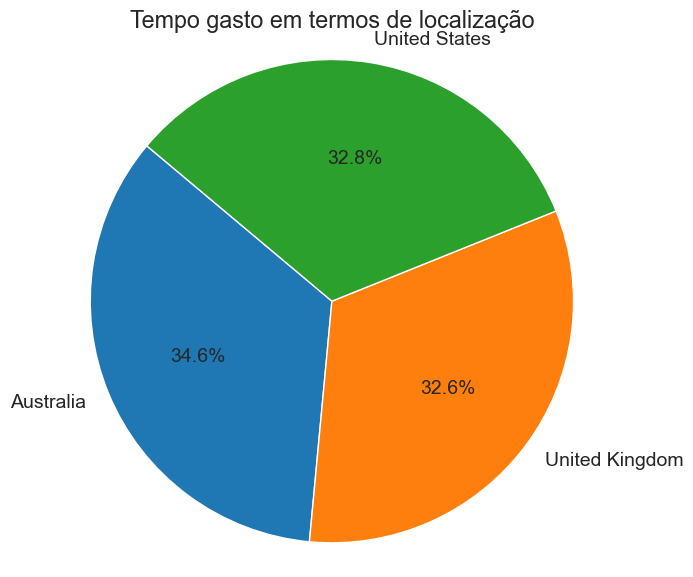 Tempo gasto em termos de localização
United States
32.8%
34.6%
32.6%
Australia
United Kingdom